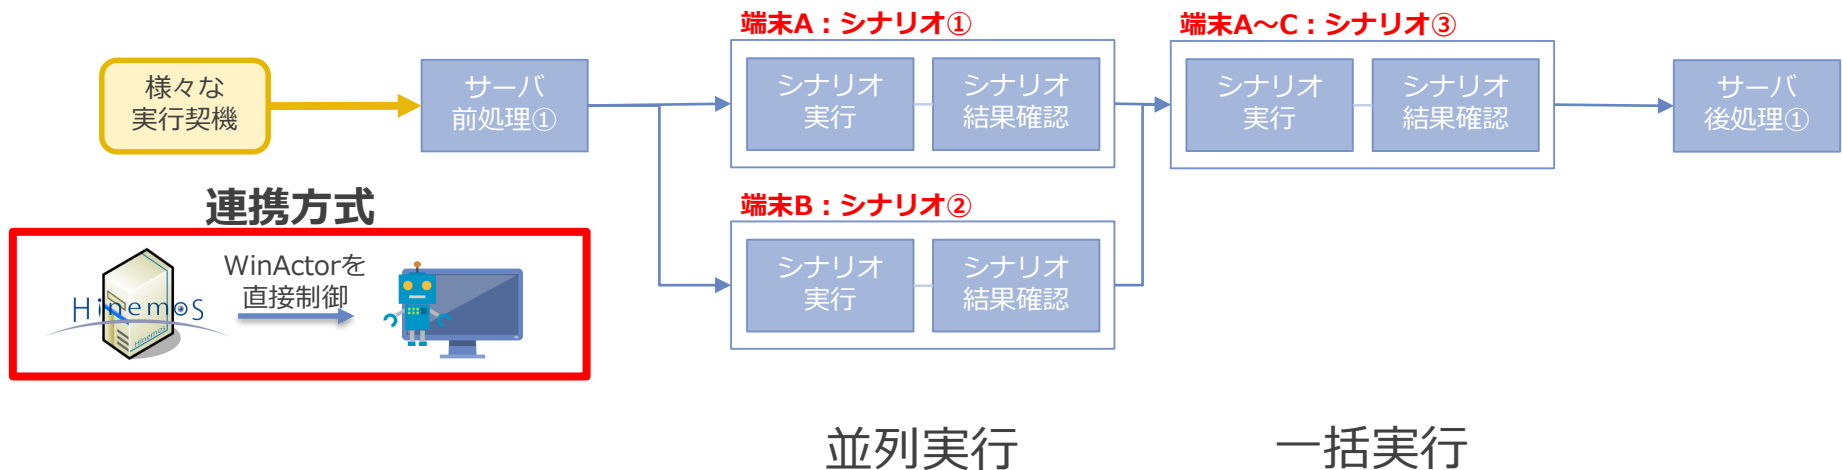 端末A：シナリオ①
端末A～C：シナリオ③
様々な
実行契機
サーバ
前処理①
シナリオ
実行
シナリオ
結果確認
シナリオ
実行
シナリオ
結果確認
サーバ
後処理①
連携方式
端末B：シナリオ②
Hinemos
Hinemos
WinActorを
直接制御
シナリオ
実行
シナリオ
結果確認
並列実行
一括実行